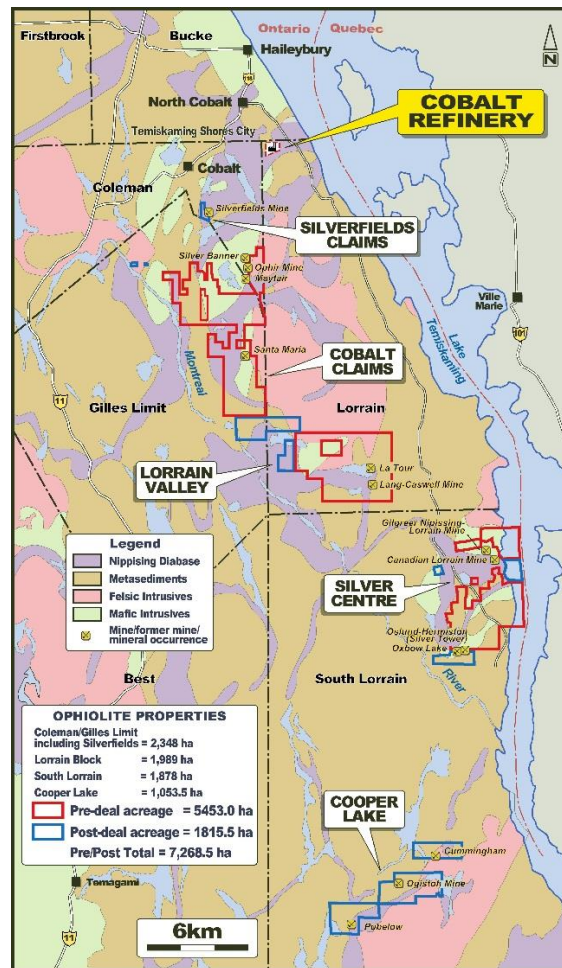 Firstbrook
Bucke
Ontario
Quebec
Haileybury
N
North Cobalt
COBALT
REFINERY
Temiskaming Shores City
Cobalt
Coleman
Silverfields Mine
SILVERFIELDS
CLAIMS
Silver Banner
Ophir Mine
Mayfair
Ville
Marie
101
Lake
Temiskaming
Montreal
Santa Maria
COBALT
CLAIMS
11
Gilles Limit
Lorrain
LORRAIN
VALLEY
La Tour
Lang-Caswell Mine
Gilgreer Nipissing-
Lorrain Mine
Canadian Lorrain Mine
Legend
Nippising Diabase
Metasediments
Felsic Intrusives
Mafic Intrusives
Mine/former mine/
mineral occurrence
SILVER
CENTRE
Oslund-Hermiston
(Silver Tower)
Oxbow Lake
River
Best
South Lorrain
OPHIOLITE PROPERTIES
Coleman/Gilles Limit
including Silverfields = 2,348 ha
Lorrain Block = 1,989 ha
South Lorrain = 1,878 ha
Cooper Lake = 1,053.5 ha
Pre-deal acreage = 5453.0 ha
Post-deal acreage = 1815.5 ha
Pre/Post Total = 7,268.5 ha
COOPER
LAKE
Cummingham
Ogistoh Mine
Pubelow
Temagami
11
6km